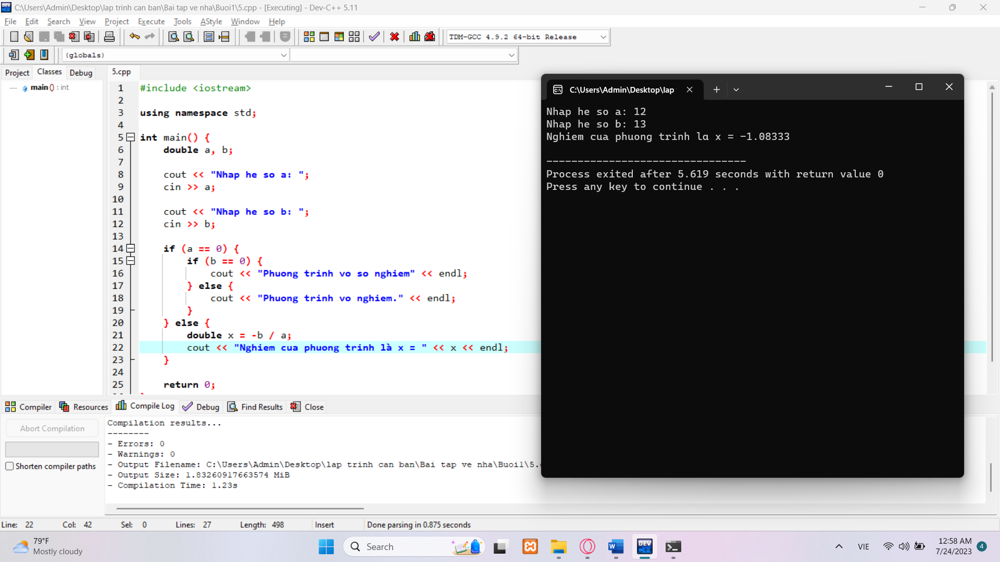 C:\Users\Admin\Desktop\lap trinh can ban\Bai tap ve nha\Buoi1\5.cpp - [Executing] - Dev-C++ 5.11
File Edit Search View Project Execute Tools AStyle Window Help
TDM-GCC 4.9.2 64-bit Release
(globals)
Project Classes Debug
main () : int
5.cpp
1 #include <iostream>
2
3 using namespace std;
4
5 int main() {
6 double a, b;
7
8 cout << "Nhap he so a: ";
9 cin >> a;
10
11 cout << "Nhap he so b: ";
12 cin >> b;
13
14 if (a == 0) {
15 if (b == 0) {
16 cout << "Phuong trinh vo so nghiem" << endl;
17 } else {
18 cout << "Phuong trinh vo nghiem." << endl;
19 }
20 } else {
21 double x = -b / a;
22 cout << "Nghiem cua phuong trinh là x = " << x << endl;
23 }
24
25 return 0;
C:\Users\Admin\Desktop\lap
Nhap he so a: 12
Nhap he so b: 13
Nghiem cua phuong trinh lα x = -1.08333
--------------------------------
Process exited after 5.619 seconds with return value 0
Press any key to continue . . .
Compiler Resources Compile Log Debug Find Results Close
Abort Compilation
Shorten compiler paths
Compilation results...
--------
- Errors: 0
- Warnings: 0
- Output Filename: C:\Users\Admin\Desktop\lap trinh can ban\Bai tap ve nha\Buoi1\5.
- Output Size: 1.83260917663574 MiB
- Compilation Time: 1.23s
Line: 22 Col: 42 Sel: 0 Lines: 27 Length: 498 Insert Done parsing in 0.875 seconds
79°F
Mostly cloudy
Search
DEV
W
VIE
12:58 AM
7/24/2023
4